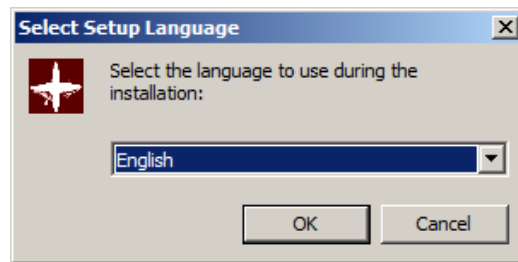 Select Setup Language
Select the language to use during the
installation:
English
OK Cancel